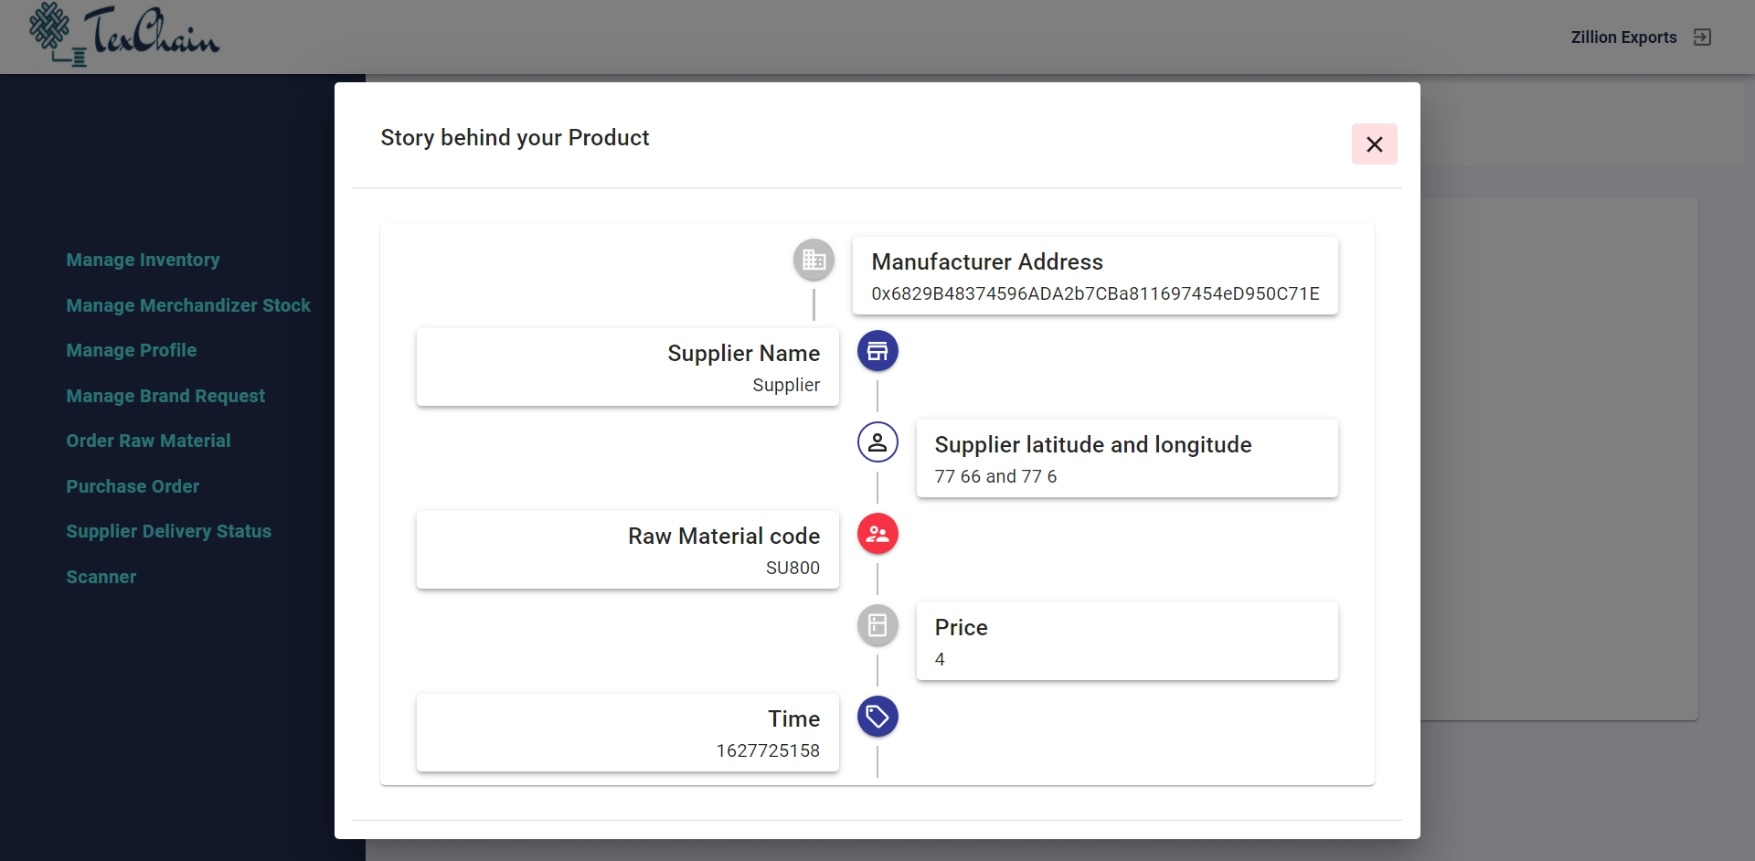 TexChain
Zillion Exports
Story behind your Product
Manage Inventory
Manage Merchandizer Stock
Manage Profile
Manage Brand Request
Order Raw Material
Purchase Order
Supplier Delivery Status
Scanner
Manufacturer Address
0x6829B48374596ADA2b7CBa811697454eD950C71E
Supplier Name
Supplier
Supplier latitude and longitude
77 66 and 77 6
Raw Material code
SU800
Price
4
Time
1627725158